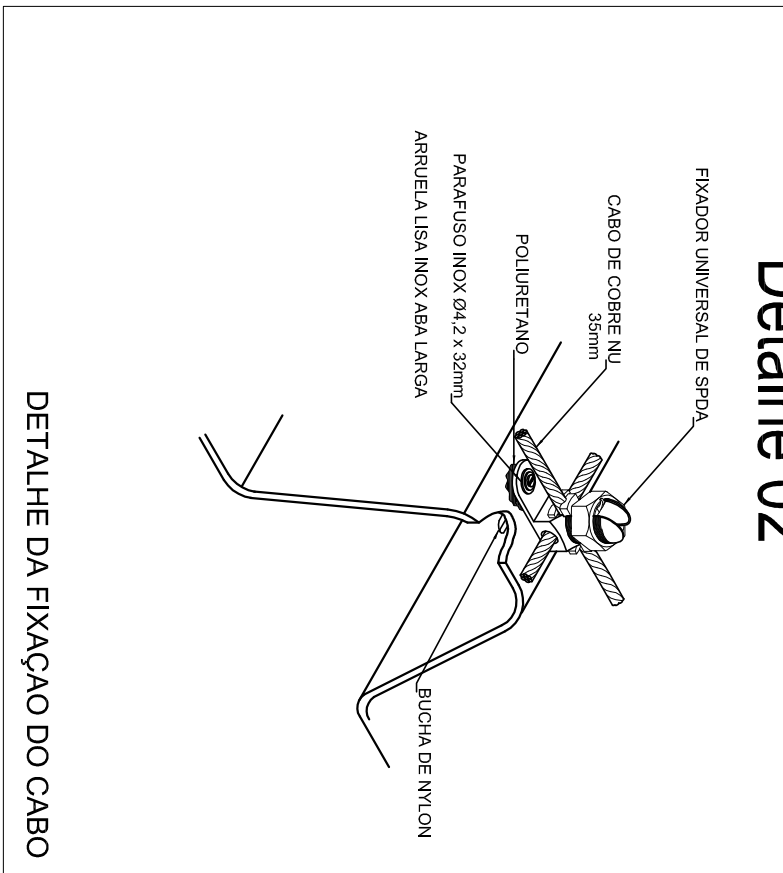 Detalhe 02
FIXADOR UNIVERSAL DE SPDA
CABO DE COBRE NU
35mm
POLIURETANO
PARAFUSO INOX Ø4,2 x 32mm
ARRUELA LISA INOX ABA LARGA
BUCHA DE NYLON
DETALHE DA FIXAÇAO DO CABO